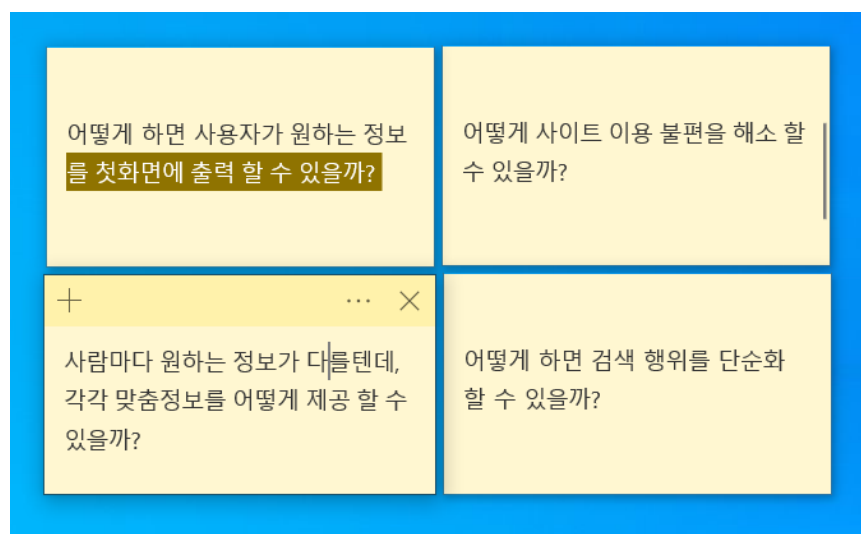 어떻게 하면 사용자가 원하는 정보
를 첫화면에 출력 할 수 있을까?
어떻게 사이트 이용 불편을 해소 할
수 있을까?
사람마다 원하는 정보가 다를텐데,
각각 맞춤정보를 어떻게 제공 할 수
있을까?
어떻게 하면 검색 행위를 단순화
할 수 있을까?